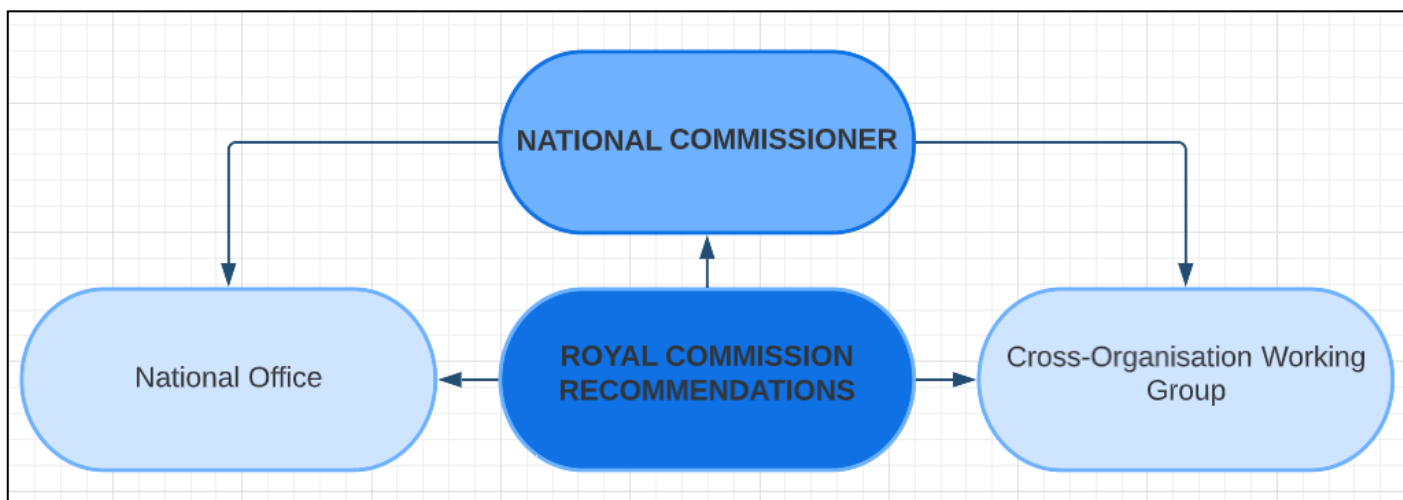 NATIONAL COMMISSIONER
National Office
ROYAL COMMISSION
RECOMMENDATIONS
Cross-Organisation Working
Group